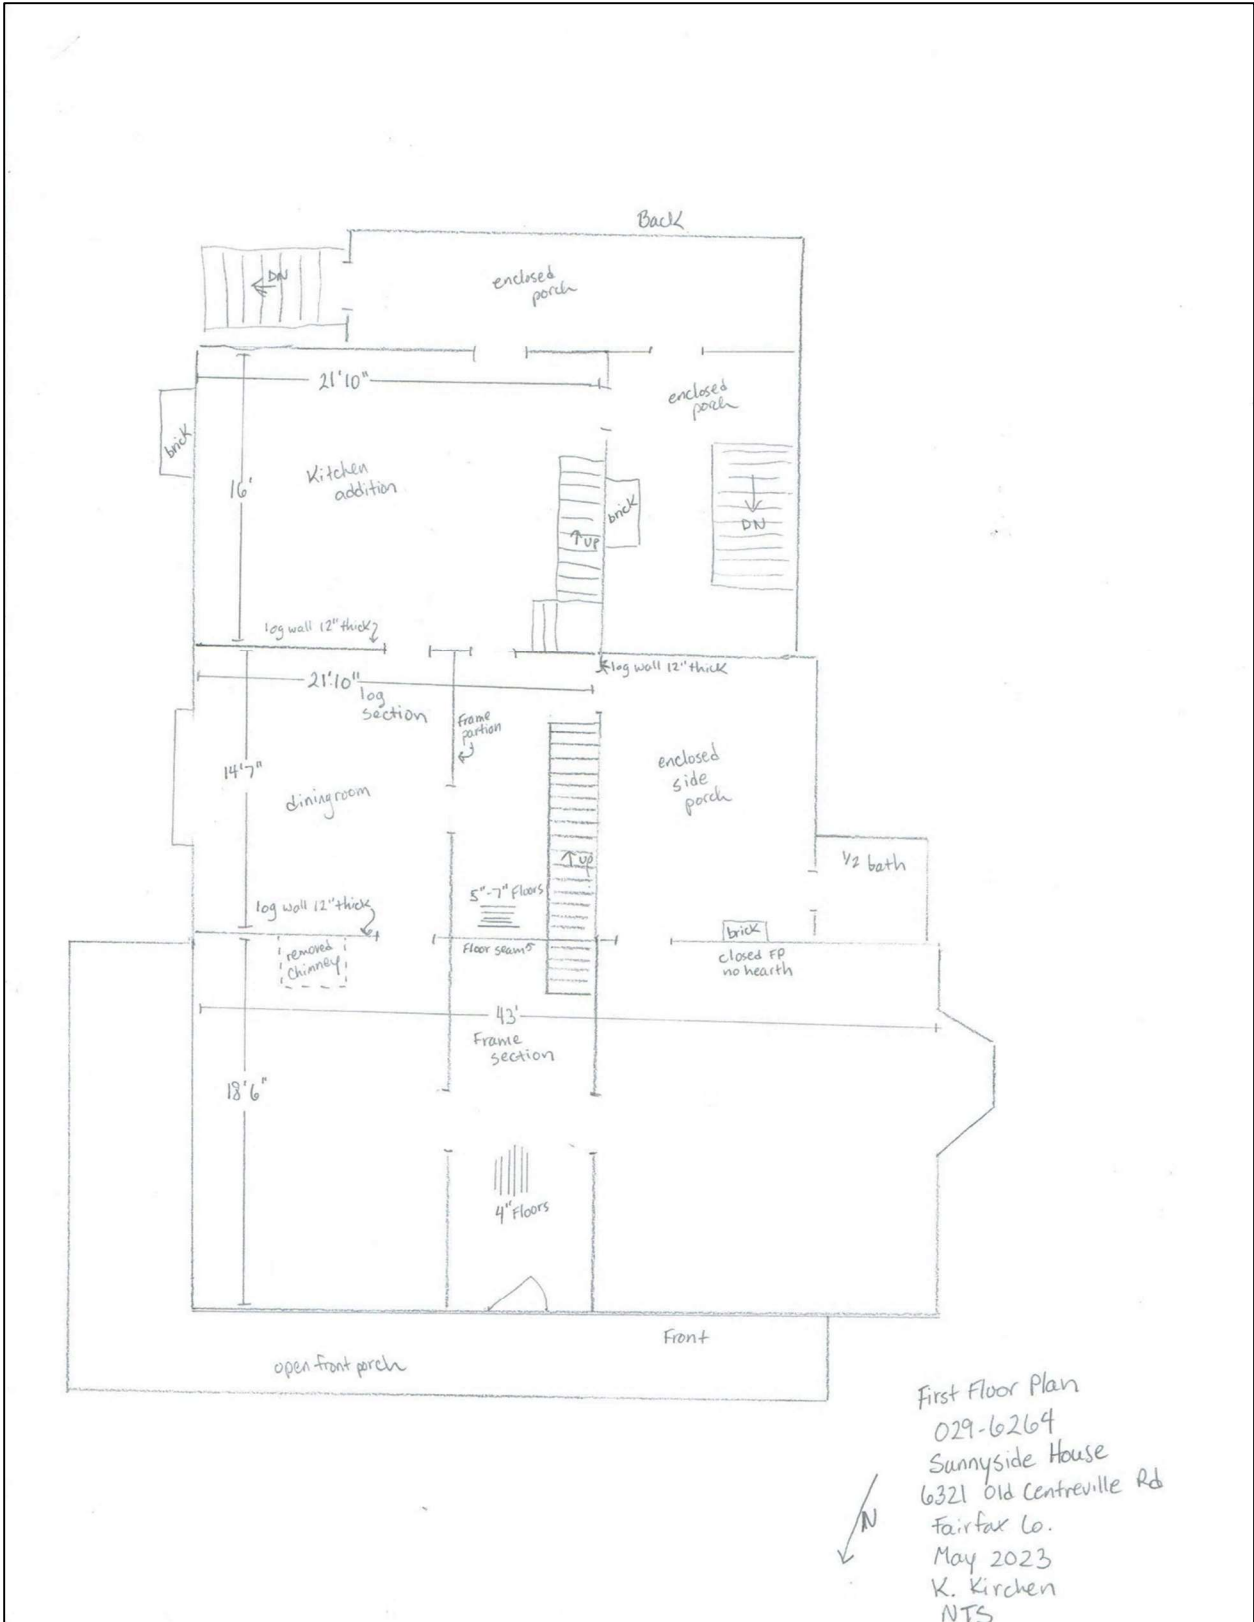 Back
DN
enclosed
porch
21'10"
enclosed
porch
brick
Kitchen
addition
16'
brick
↑ up
DN
log wall 12" thick
log wall 12" thick
21'10"
log
section
Frame
partion
enclosed
side
porch
14'7"
diningroom
↑ up
1/2 bath
5"-7" Floors
log wall 12" thick
brick
Floor seam
removed
Chimney
closed FP
no hearth
43'
Frame
section
18'6"
4" Floors
Front
open front porch
First Floor Plan
029-6264
Sunnyside House
6321 Old Centreville Rd
Fairfax Co.
N
May 2023
K. Kirchen
NTS